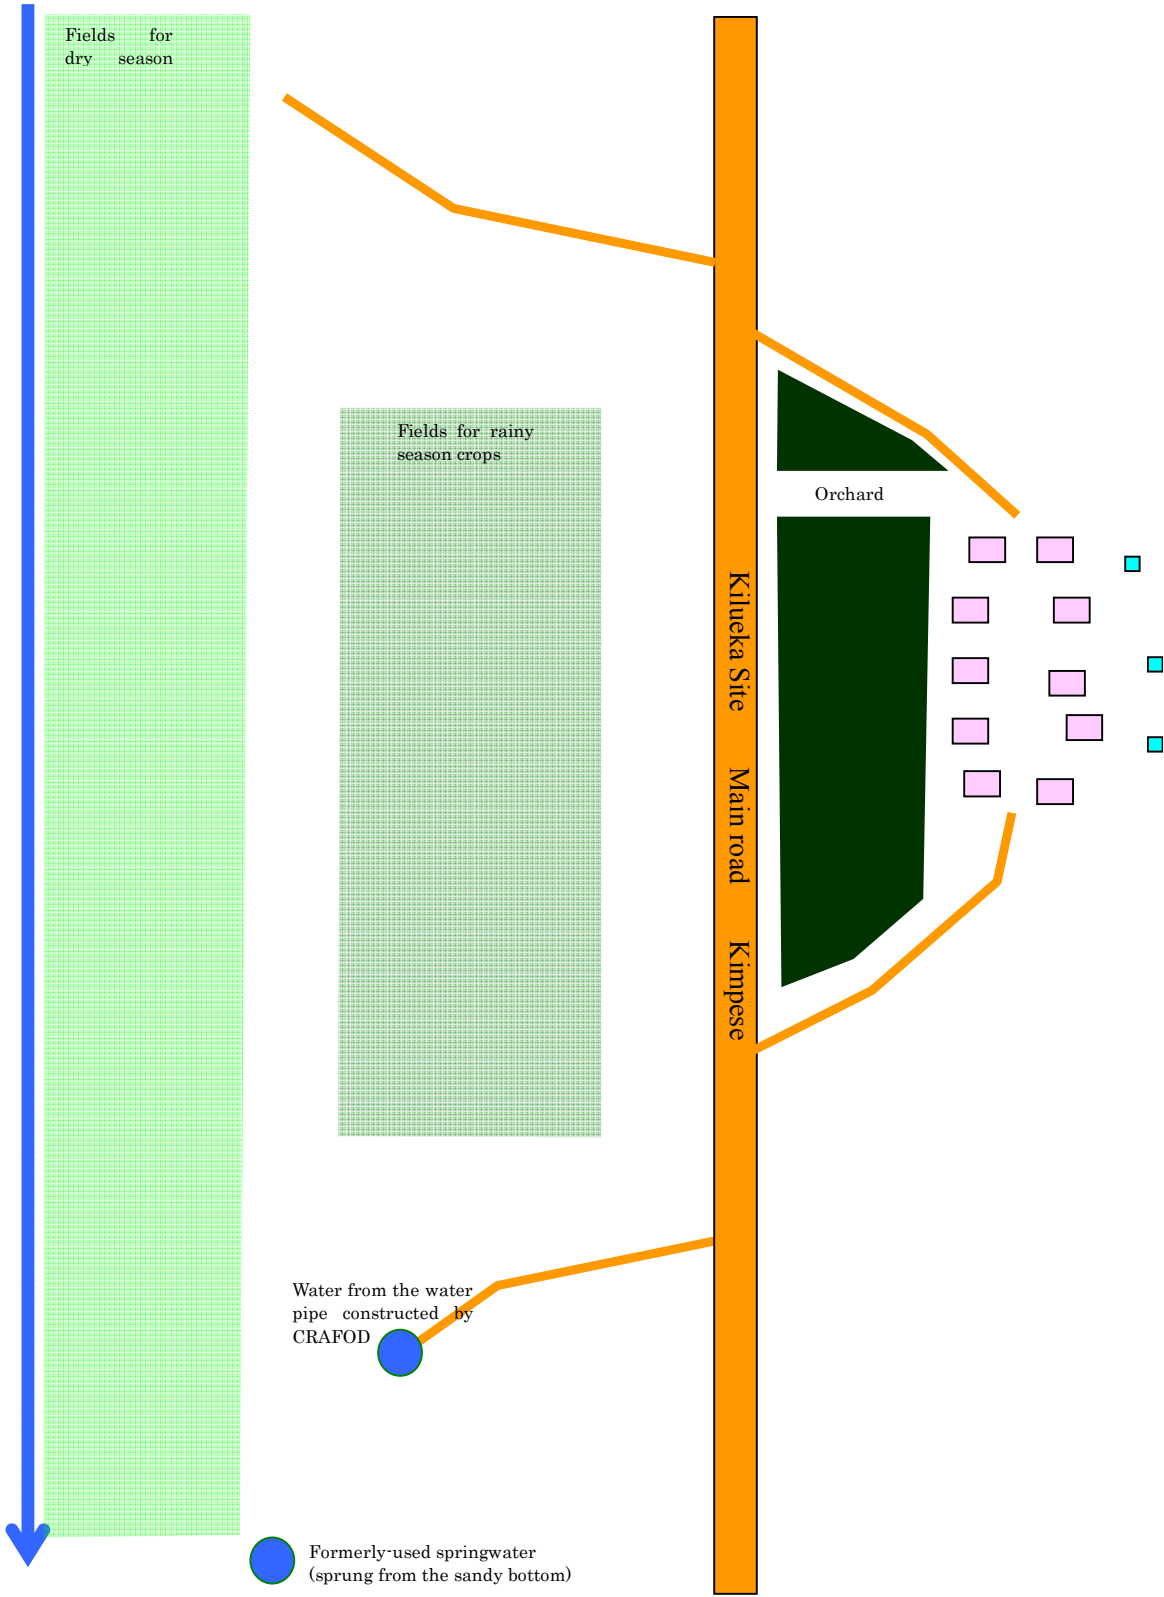 Fields for
dry season
Fields for rainy
season crops
Orchard
Kilueka Site Main road Kimpese
Water from the water
pipe constructed by
CRAFOD
Formerly-used springwater
(sprung from the sandy bottom)